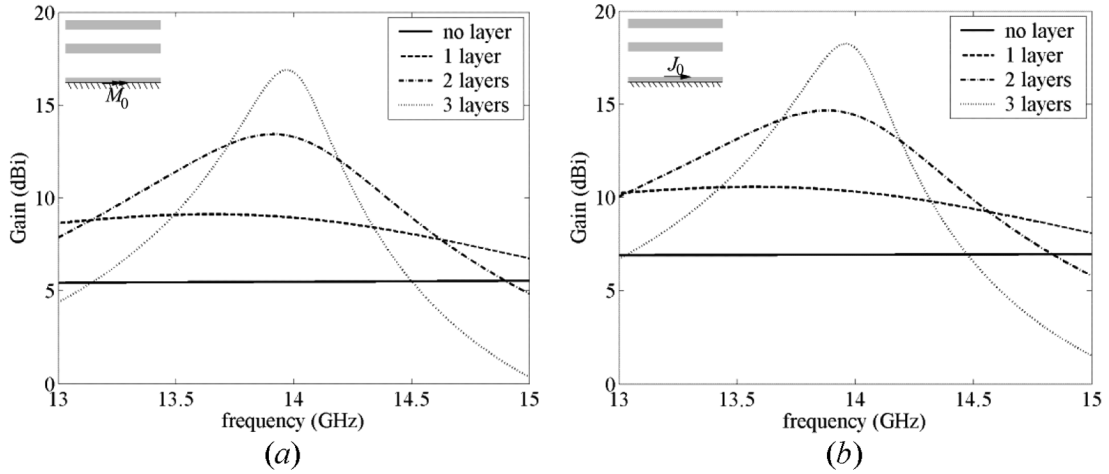 20
15
10
5
0
Gain (dBi)
M0
no layer
1 layer
2 layers
3 layers
13
13.5
14
14.5
15
frequency (GHz)
(a)
20
15
10
5
0
Gain (dBi)
J0
no layer
1 layer
2 layers
3 layers
13
13.5
14
14.5
15
frequency (GHz)
(b)